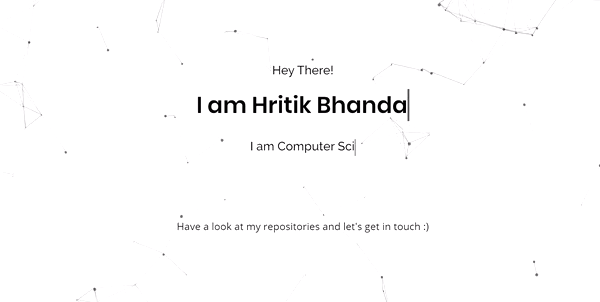 Hey There!
I am Hritik Bhanda
I am Computer Sci
Have a look at my repositories and let's get in touch :)